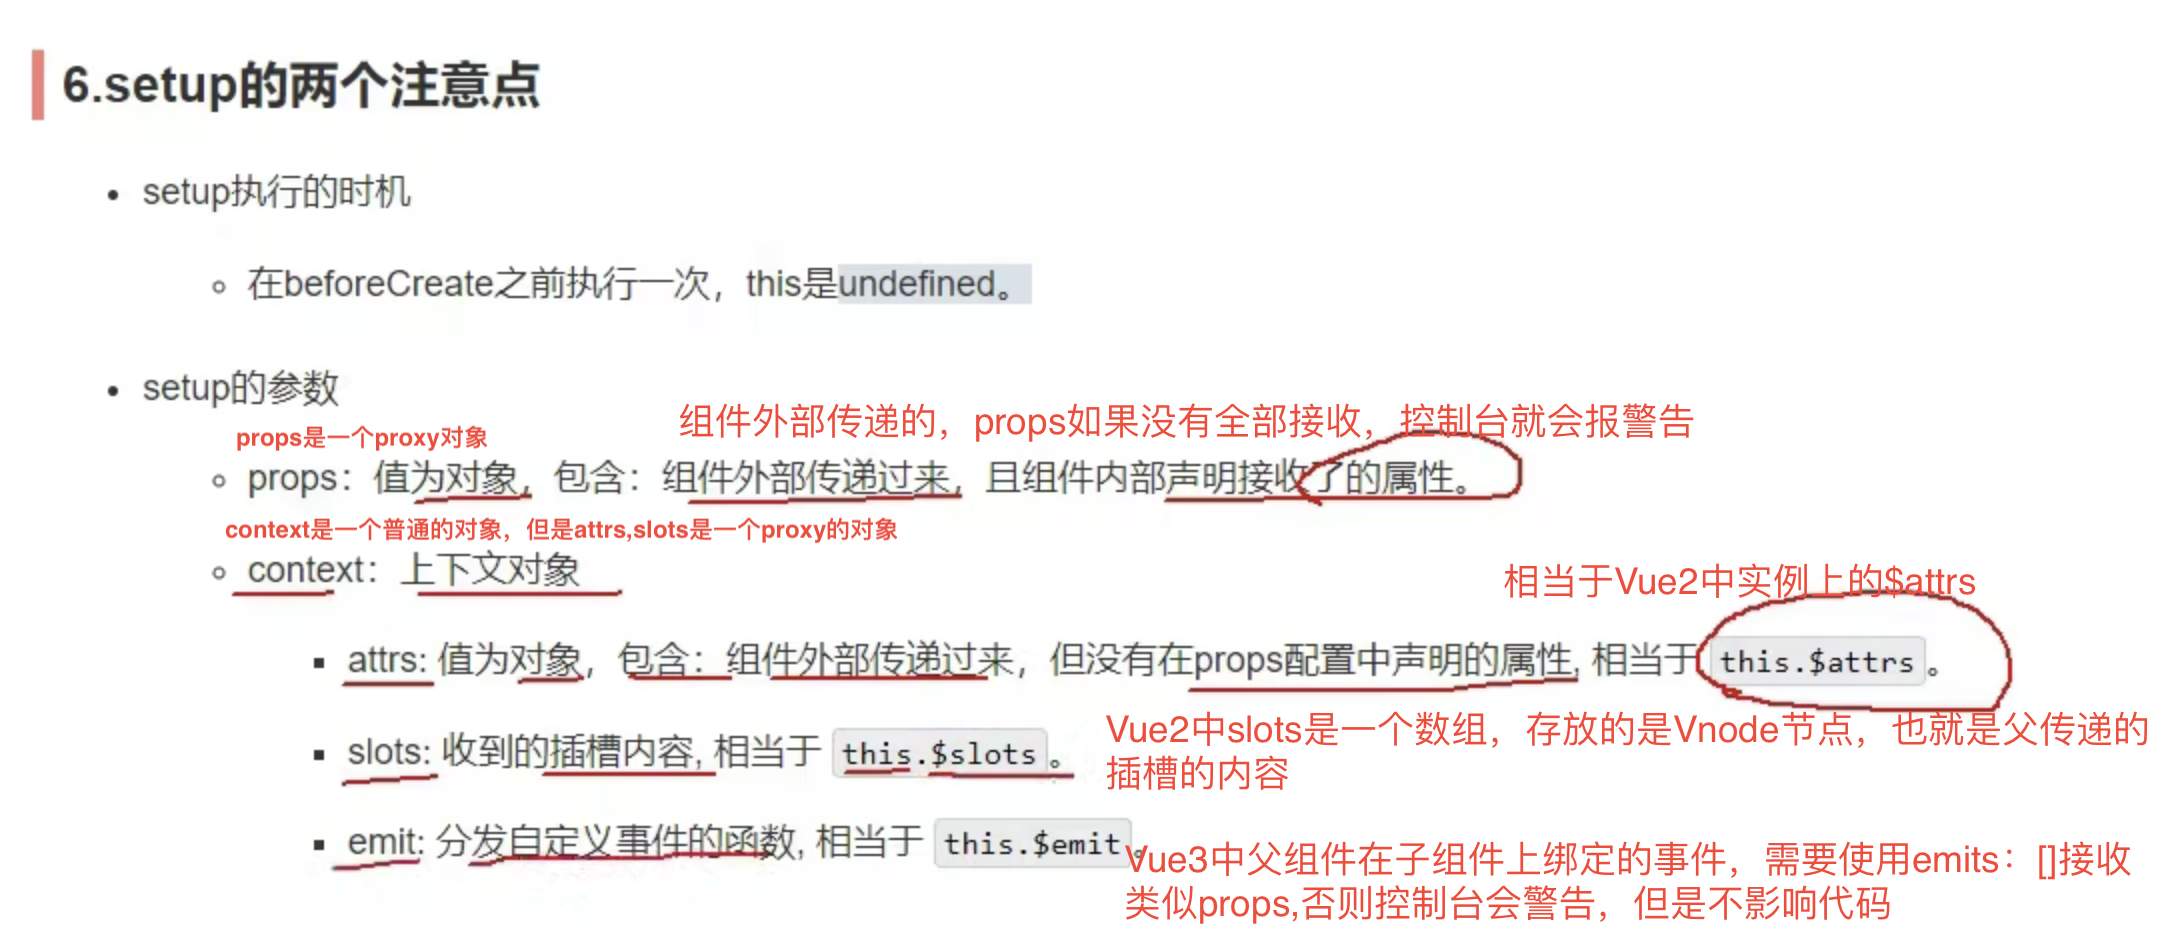 6.setup的两个注意点
setup执行的时机
在beforeCreate之前执行一次，this是undefined。
setup的参数
组件外部传递的，props如果没有全部接收，控制台就会报警告
props是一个proxy对象
props：值为对象，包含：组件外部传递过来，且组件内部声明接收了的属性。
context是一个普通的对象，但是attrs,slots是一个proxy的对象
context：上下文对象
相当于Vue2中实例上的$attrs
attrs: 值为对象，包含：组件外部传递过来，但没有在props配置中声明的属性, 相当于 this.$attrs 。
slots: 收到的插槽内容, 相当于 this.$slots 。
Vue2中slots是一个数组，存放的是Vnode节点，也就是父传递的
插槽的内容
emit: 分发自定义事件的函数, 相当于 this.$emit 。
Vue3中父组件在子组件上绑定的事件，需要使用emits：[]接收
类似props,否则控制台会警告，但是不影响代码